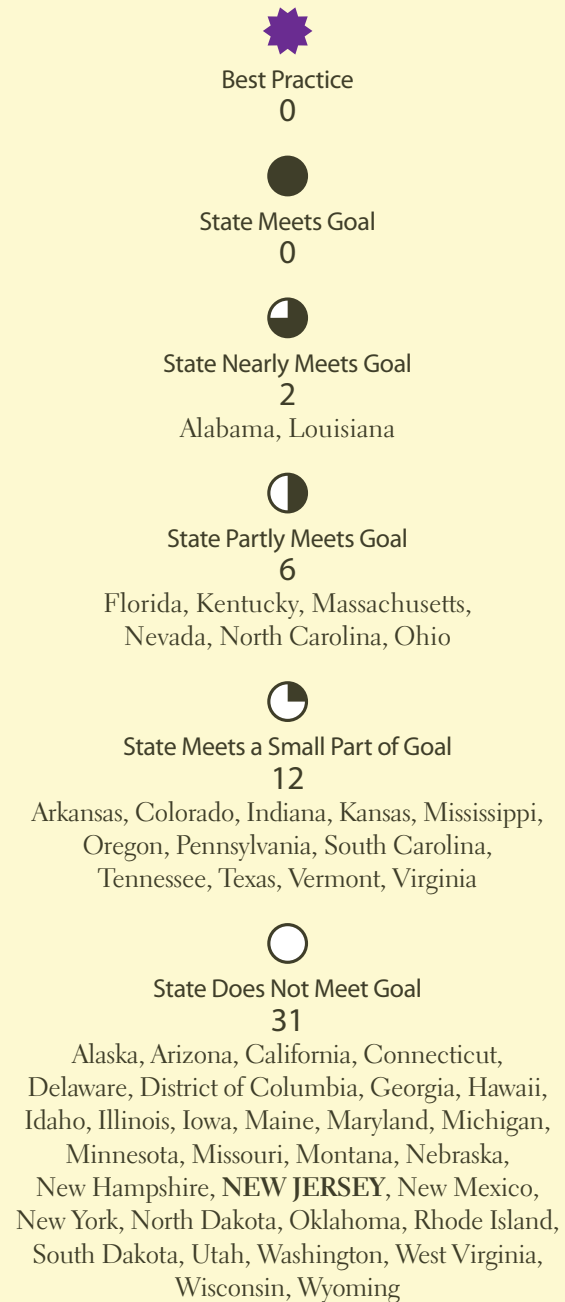 Best Practice
0
State Meets Goal
0
State Nearly Meets Goal
2
Alabama, Louisiana
State Partly Meets Goal
6
Florida, Kentucky, Massachusetts,
Nevada, North Carolina, Ohio
State Meets a Small Part of Goal
12
Arkansas, Colorado, Indiana, Kansas, Mississippi,
Oregon, Pennsylvania, South Carolina,
Tennessee, Texas, Vermont, Virginia
State Does Not Meet Goal
31
Alaska, Arizona, California, Connecticut,
Delaware, District of Columbia, Georgia, Hawaii,
Idaho, Illinois, Iowa, Maine, Maryland, Michigan,
Minnesota, Missouri, Montana, Nebraska,
New Hampshire, NEW JERSEY, New Mexico,
New York, North Dakota, Oklahoma, Rhode Island,
South Dakota, Utah, Washington, West Virginia,
Wisconsin, Wyoming